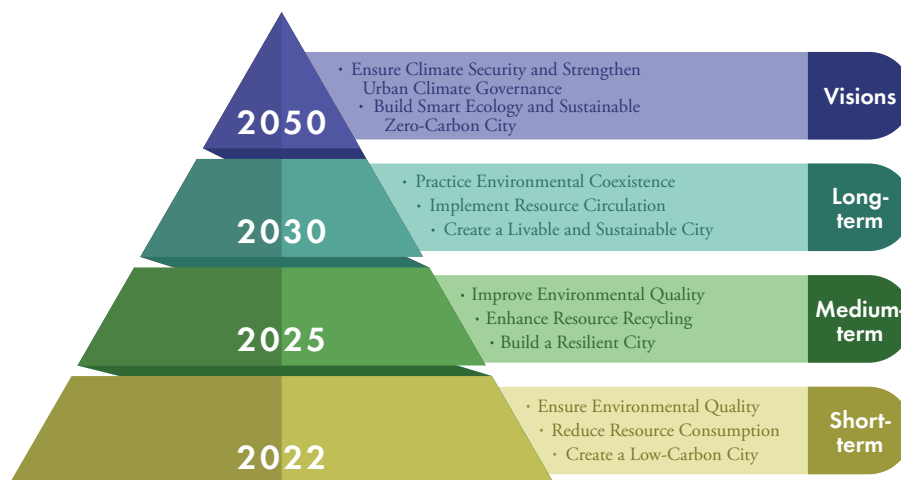 2050
· Ensure Climate Security and Strengthen
Urban Climate Governance
· Build Smart Ecology and Sustainable
Zero-Carbon City
Visions
2030
· Practice Environmental Coexistence
· Implement Resource Circulation
· Create a Livable and Sustainable City
Long-
term
2025
· Improve Environmental Quality
· Enhance Resource Recycling
· Build a Resilient City
Medium-
term
2022
· Ensure Environmental Quality
· Reduce Resource Consumption
· Create a Low-Carbon City
Short-
term